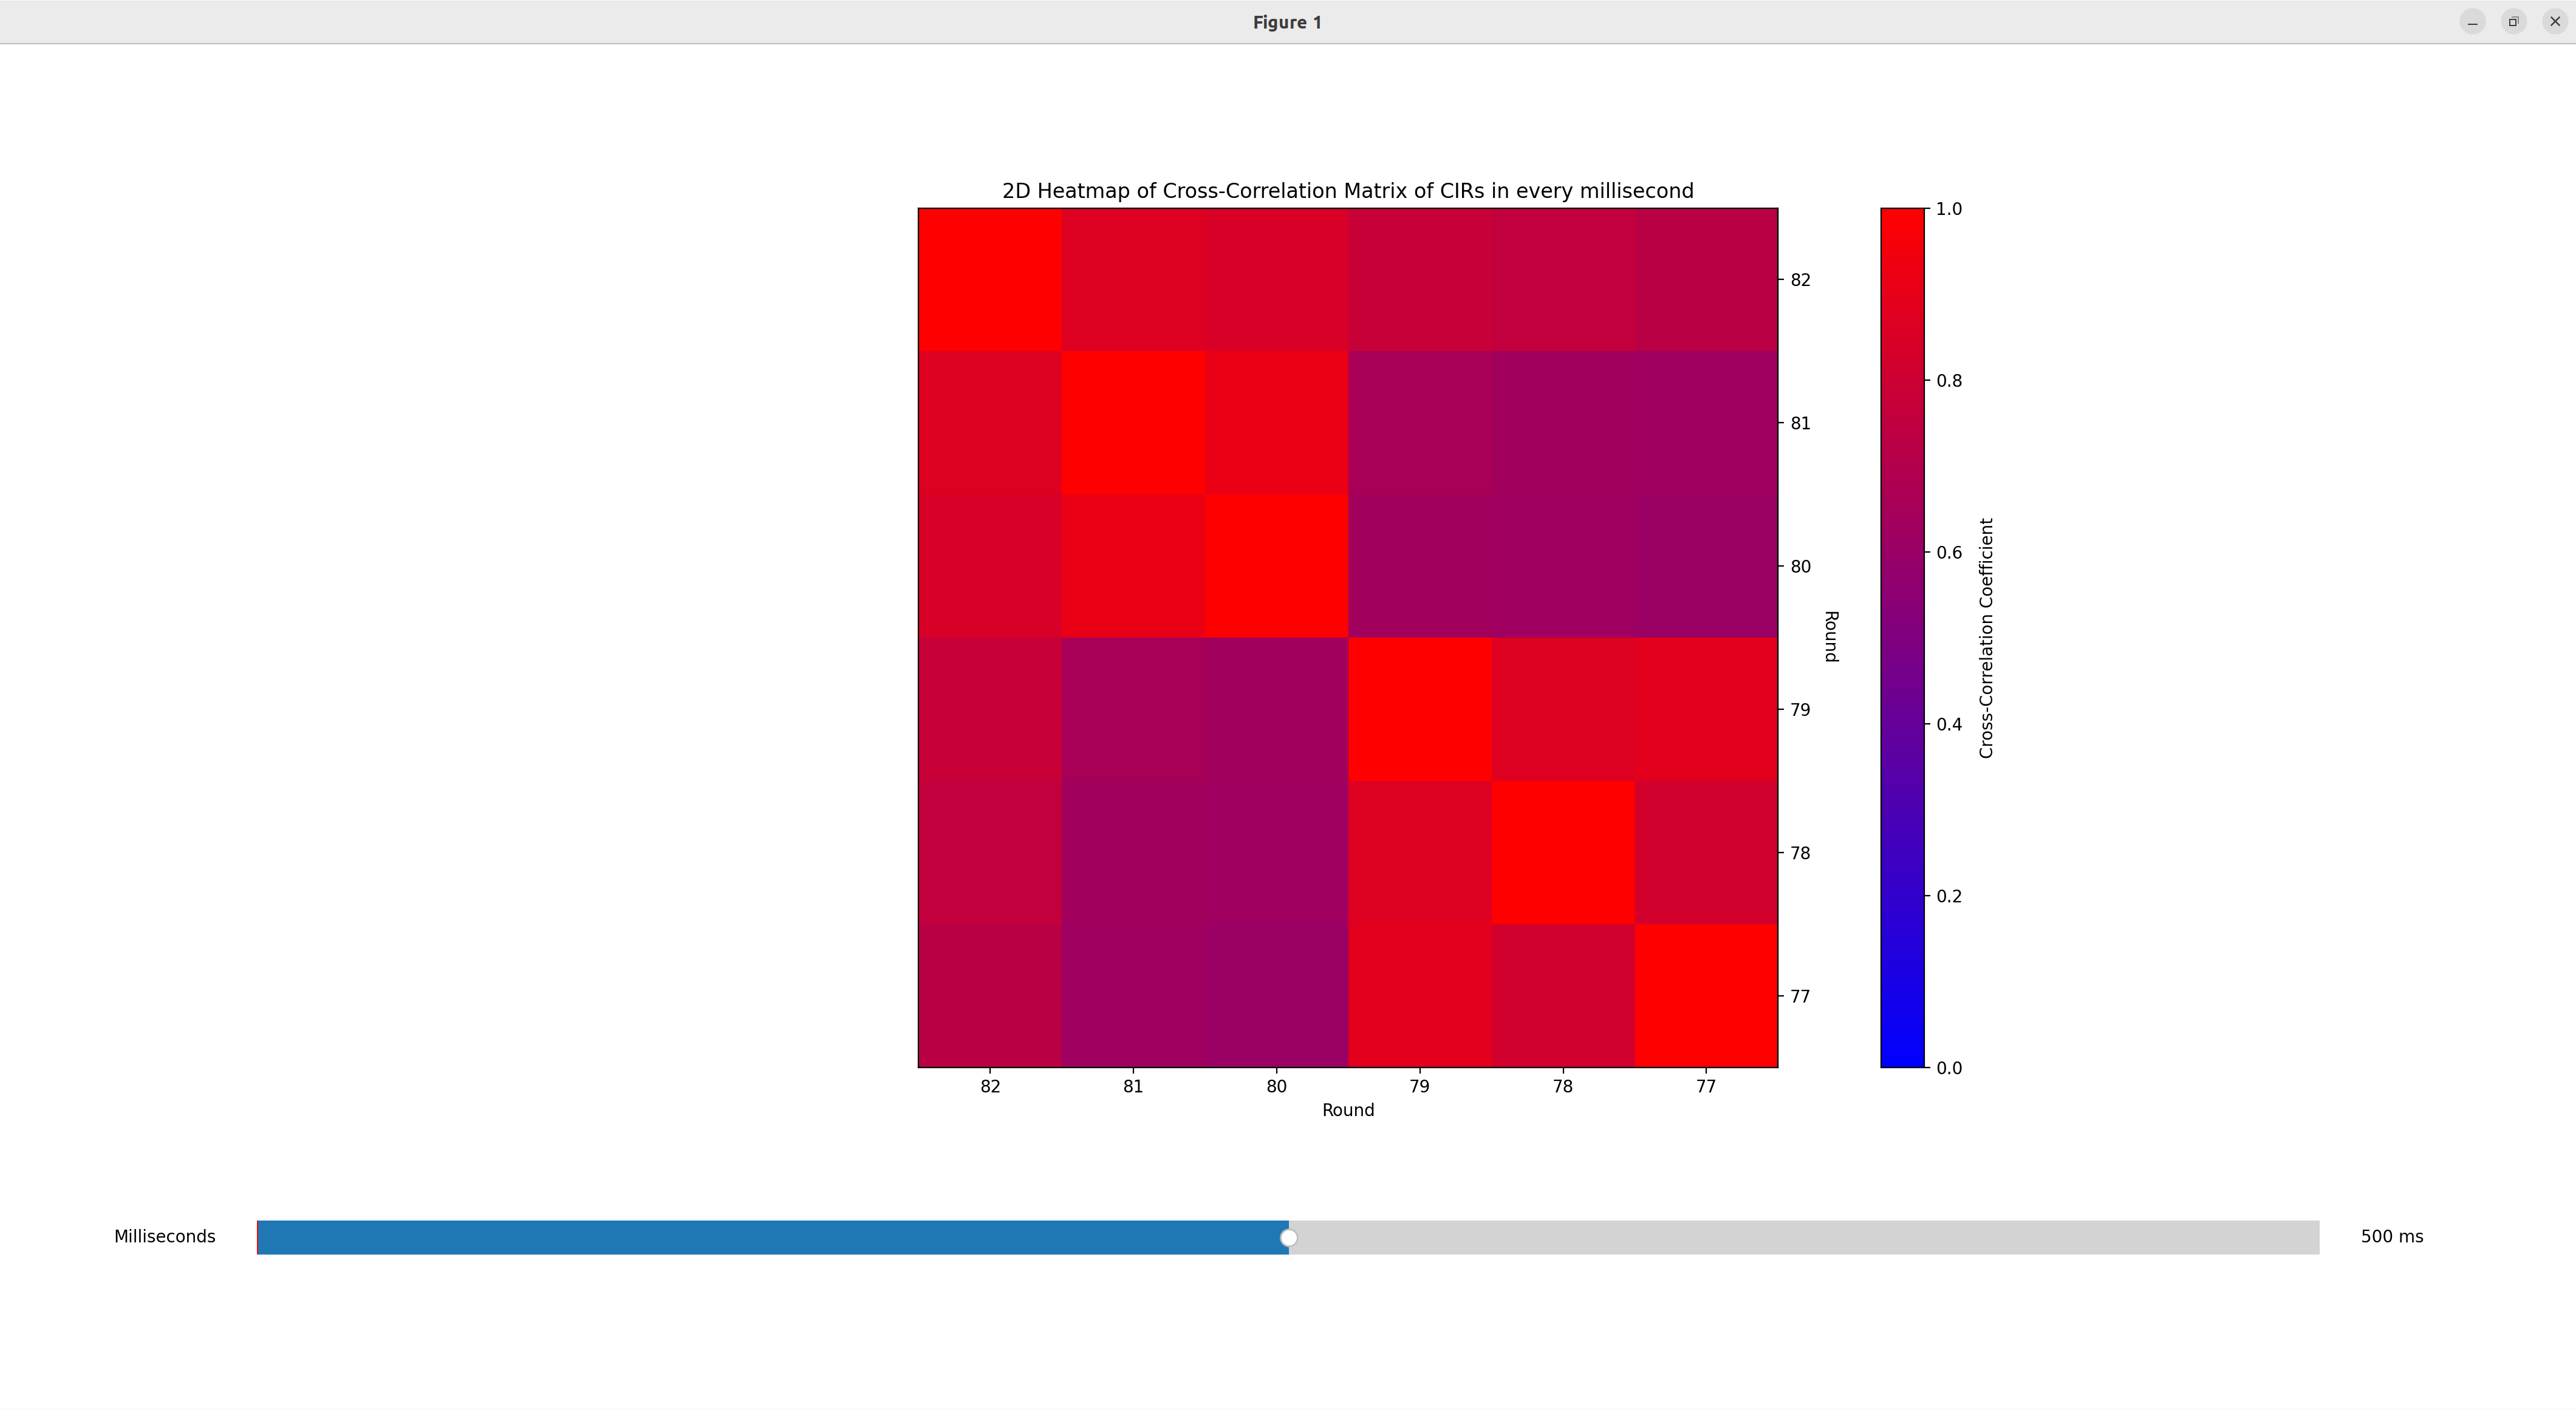 Figure 1
2D Heatmap of Cross-Correlation Matrix of CIRs in every millisecond
82
81
80
79
78
77
Round
82 81 80 79 78 77
Round
1.0
0.8
0.6
0.4
0.2
0.0
Cross-Correlation Coefficient
Milliseconds 500 ms